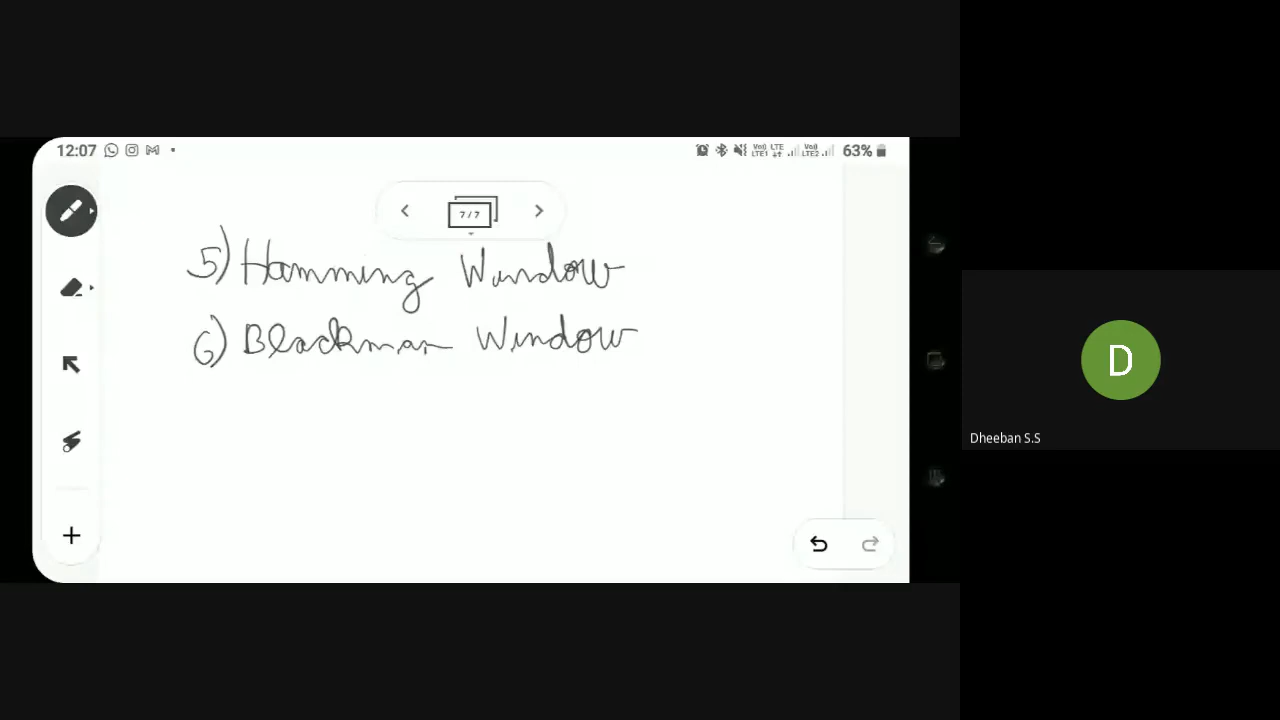 12:07 63%
7/7
5) Hamming Window
6) Blackman Window
D
Dheeban S.S